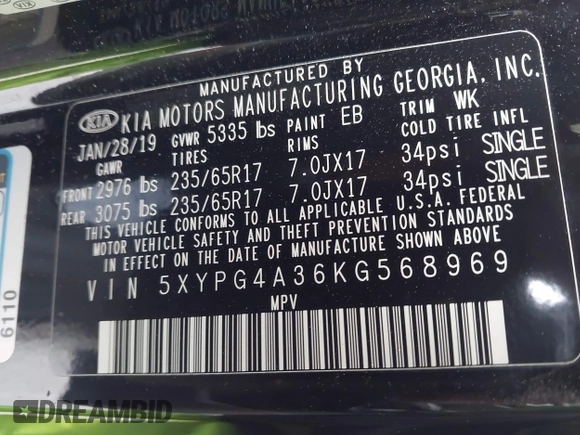 MANUFACTURED BY
KIA KIA MOTORS MANUFACTURING GEORGIA, INC.
JAN/28/19 GVWR 5335 lbs PAINT EB TRIM WK
GAWR TIRES RIMS COLD TIRE INFL
FRONT 2976 lbs 235/65R17 7.0JX17 34psi SINGLE
REAR 3075 lbs 235/65R17 7.0JX17 34psi SINGLE
THIS VEHICLE CONFORMS TO ALL APPLICABLE U.S.A. FEDERAL
MOTOR VEHICLE SAFETY AND THEFT PREVENTION STANDARDS
IN EFFECT ON THE DATE OF MANUFACTURE SHOWN ABOVE.
VIN 5XYPG4A36KG568969
MPV
6110
DREAMBID